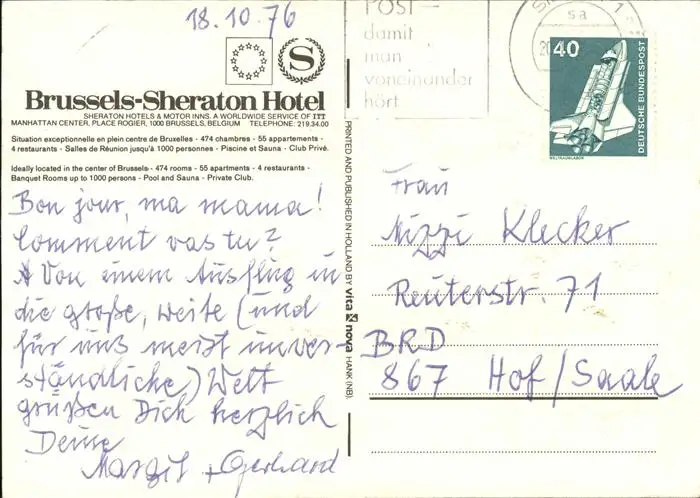 18.10.76
S
Brussels-Sheraton Hotel
SHERATON HOTELS & MOTOR INNS. A WORLDWIDE SERVICE OF ITT
MANHATTAN CENTER, PLACE ROGIER, 1000 BRUSSELS, BELGIUM TELEPHONE: 219.34.00
Situation exceptionelle en plein centre de Bruxelles - 474 chambres - 55 appartements -
4 restaurants - Salles de Réunion jusqu'à 1000 personnes - Piscine et Sauna - Club Privé.
Ideally located in the center of Brussels - 474 rooms - 55 apartments - 4 restaurants -
Banquet Rooms up to 1000 persons - Pool and Sauna - Private Club.
Bon jour, ma mama!
Comment vas tu?
Von einem Ausflug in
die große, weite (und
für uns meist unver-
ständliche) Welt
grüßen Dich herzlich
Deine
Margit + Gerhard
PRINTED AND PUBLISHED IN HOLLAND BY vita nova HANK (NB)
POST-
damit
man
voneinander
hört
sa
40
DEUTSCHE BUNDESPOST
WELTRAUMLABOR
Frau
Nizzi Klecker
Reuterstr. 71
BRD
867 Hof/Saale